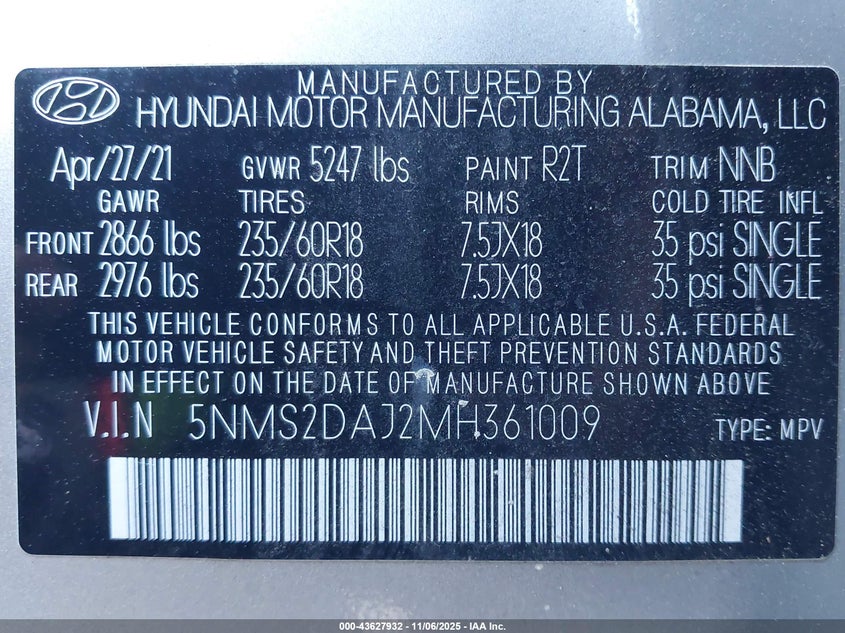 MANUFACTURED BY
HYUNDAI MOTOR MANUFACTURING ALABAMA, LLC
Apr/27/21 GVWR 5247 lbs PAINT R2T TRIM NNB
GAWR TIRES RIMS COLD TIRE INFL
FRONT 2866 lbs 235/60R18 7.5JX18 35 psi SINGLE
REAR 2976 lbs 235/60R18 7.5JX18 35 psi SINGLE
THIS VEHICLE CONFORMS TO ALL APPLICABLE U.S.A. FEDERAL
MOTOR VEHICLE SAFETY AND THEFT PREVENTION STANDARDS
IN EFFECT ON THE DATE OF MANUFACTURE SHOWN ABOVE
V.I.N 5NMS2DAJ2MH361009 TYPE: MPV
000-43627932 - 11/06/2025 - IAA Inc.